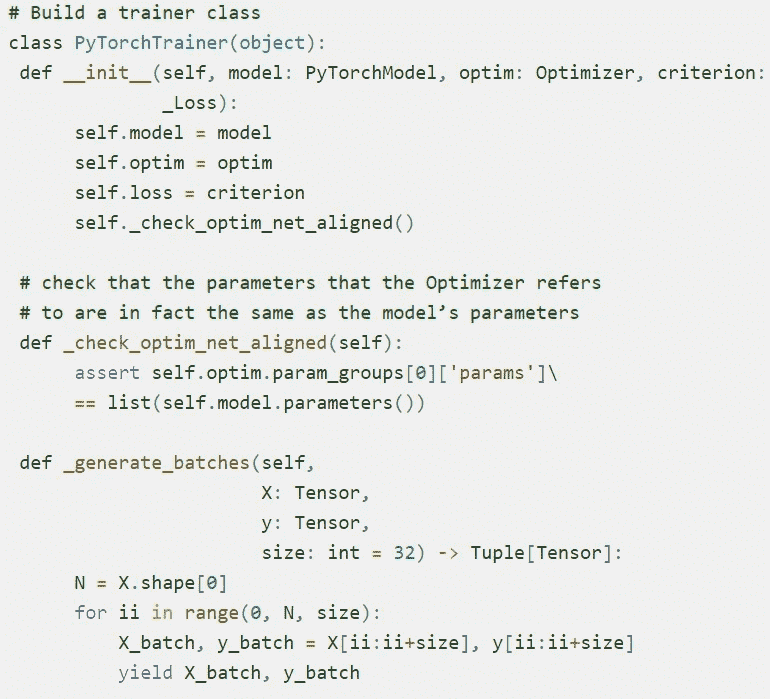 # Build a trainer class
class PyTorchTrainer(object):
 def __init__(self, model: PyTorchModel, optim: Optimizer, criterion:
              _Loss):
      self.model = model
      self.optim = optim
      self.loss = criterion
      self._check_optim_net_aligned()

 # check that the parameters that the Optimizer refers
 # to are in fact the same as the model’s parameters
 def _check_optim_net_aligned(self):
      assert self.optim.param_groups[0]['params']\
      == list(self.model.parameters())

 def _generate_batches(self,
                       X: Tensor,
                       y: Tensor,
                       size: int = 32) -> Tuple[Tensor]:
      N = X.shape[0]
      for ii in range(0, N, size):
          X_batch, y_batch = X[ii:ii+size], y[ii:ii+size]
          yield X_batch, y_batch